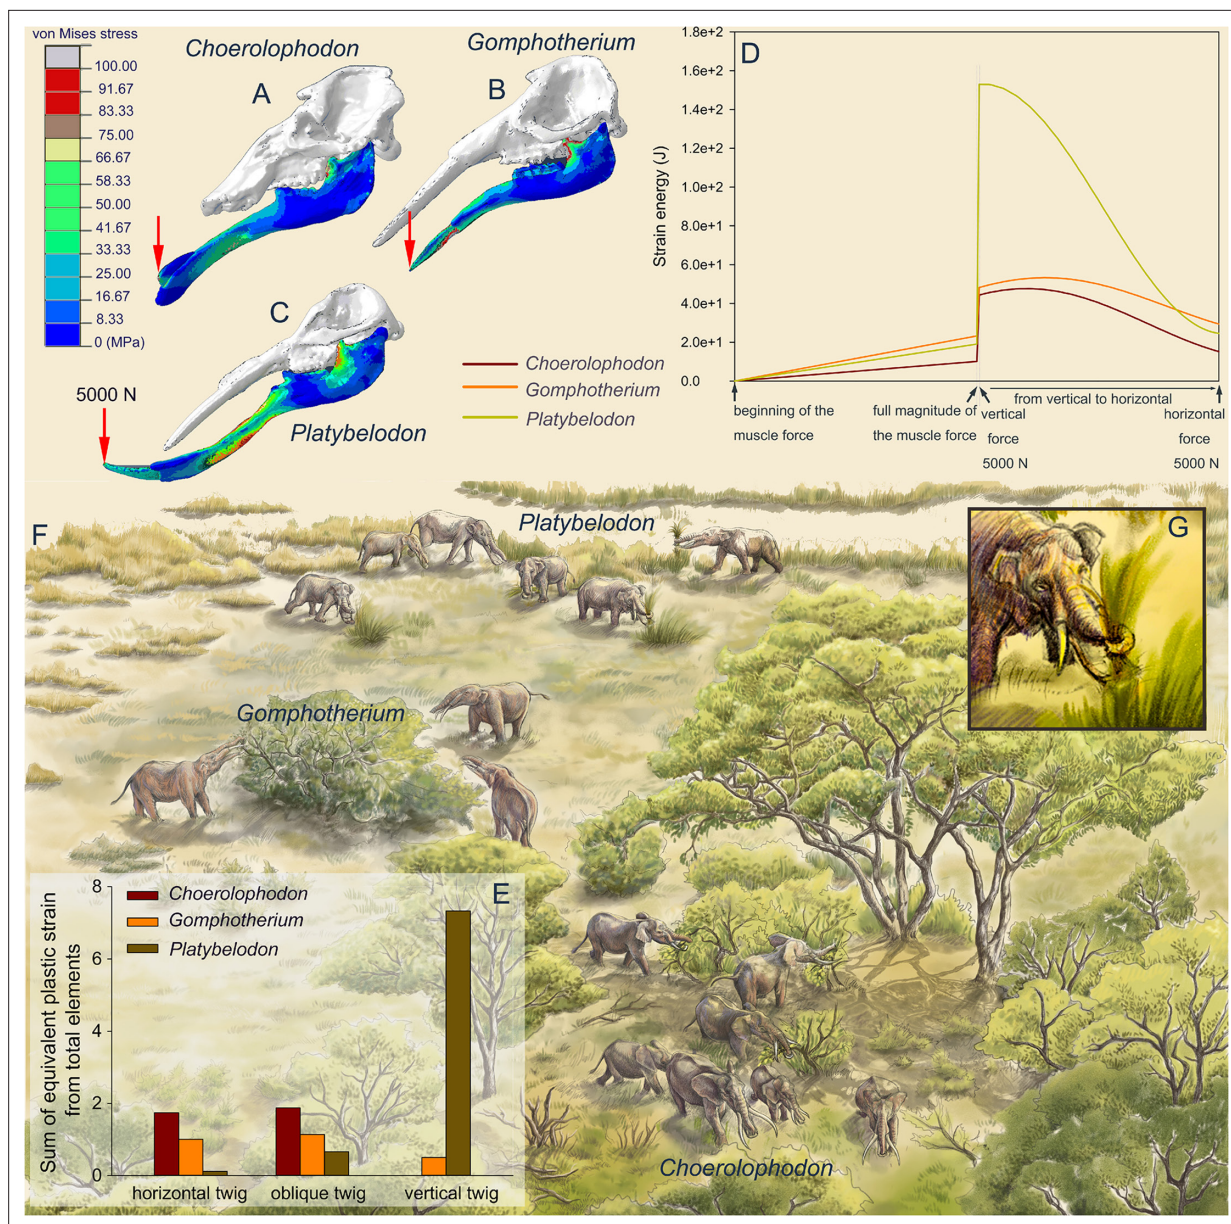 von Mises stress
100.00
91.67
83.33
75.00
66.67
58.33
50.00
41.67
33.33
25.00
16.67
8.33
0 (MPa)
Choerolophodon
A
Gomphotherium
B
C
5000 N
Platybelodon
Choerolophodon
Gomphotherium
Platybelodon
D
Strain energy (J)
1.8e+2
1.6e+2
1.4e+2
1.2e+2
1.0e+2
8.0e+1
6.0e+1
4.0e+1
2.0e+1
0.0
beginning of the
muscle force
full magnitude of
the muscle force
from vertical to horizontal
vertical
force
5000 N
horizontal
force
5000 N
F
Platybelodon
G
Gomphotherium
Choerolophodon
E
Choerolophodon
Gomphotherium
Platybelodon
Sum of equivalent plastic strain
from total elements
8
6
4
2
0
horizontal twig
oblique twig
vertical twig